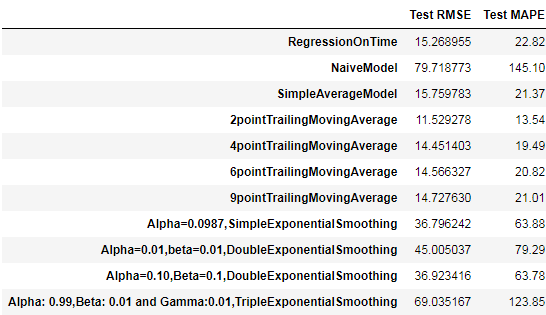 Test RMSE Test MAPE
RegressionOnTime 15.268955 22.82
NaiveModel 79.718773 145.10
SimpleAverageModel 15.759783 21.37
2pointTrailingMovingAverage 11.529278 13.54
4pointTrailingMovingAverage 14.451403 19.49
6pointTrailingMovingAverage 14.566327 20.82
9pointTrailingMovingAverage 14.727630 21.01
Alpha=0.0987,SimpleExponentialSmoothing 36.796242 63.88
Alpha=0.01,beta=0.01,DoubleExponentialSmoothing 45.005037 79.29
Alpha=0.10,Beta=0.1,DoubleExponentialSmoothing 36.923416 63.78
Alpha: 0.99,Beta: 0.01 and Gamma:0.01,TripleExponentialSmoothing 69.035167 123.85